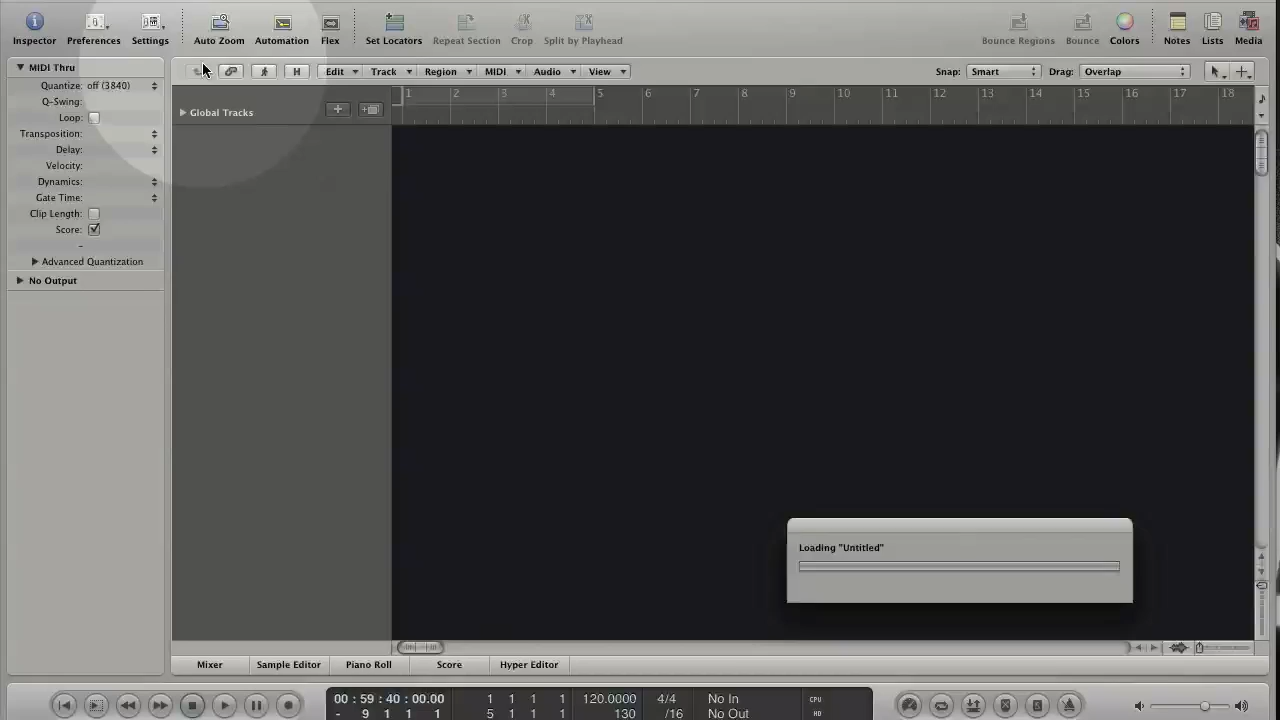 Inspector Preferences Settings Auto Zoom Automation Flex Set Locators Repeat Section Crop Split by Playhead Bounce Regions Bounce Colors Notes Lists Media
MIDI Thru
Edit Track Region MIDI Audio View Snap: Smart Drag: Overlap
Quantize: off (3840)
Q-Swing:
Loop:
Transposition:
Delay:
Velocity:
Dynamics:
Gate Time:
Clip Length:
Score:
-
Advanced Quantization
No Output
H
1 2 3 4 5 6 7 8 9 10 11 12 13 14 15 16 17 18
Global Tracks
Loading "Untitled"
Mixer Sample Editor Piano Roll Score Hyper Editor
00 : 59 : 40 : 00.00 1 1 1 1 120.0000 4/4 No In CPU
- 9 1 1 1 5 1 1 1 130 /16 No Out HD